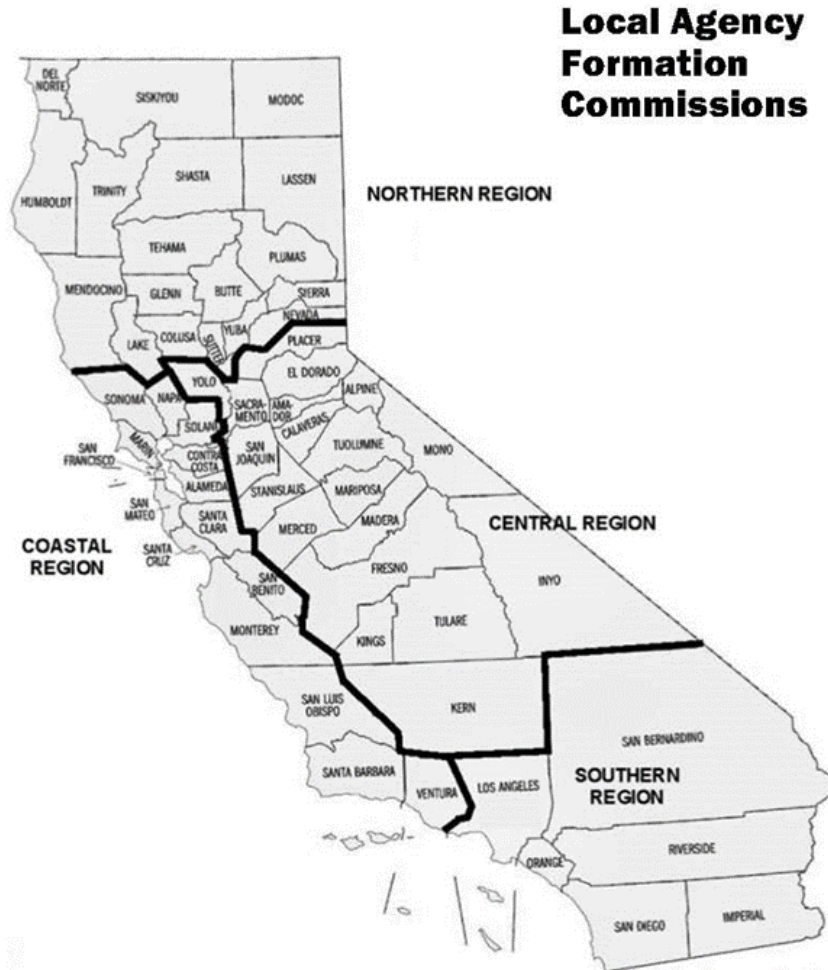 Local Agency
Formation
Commissions
DEL
NORTE
SISKIYOU
MODOC
HUMBOLDT
TRINITY
SHASTA
LASSEN
NORTHERN REGION
TEHAMA
PLUMAS
MENDOCINO
GLENN
BUTTE
SIERRA
NEVADA
LAKE
COLUSA
SUTTER
YUBA
PLACER
YOLO
EL DORADO
SONOMA
NAPA
SACRA-
MENTO
AMA-
DOR
ALPINE
SOLANO
CALAVERAS
MARIN
SAN
FRANCISCO
CONTRA
COSTA
SAN
JOAQUIN
TUOLUMNE
MONO
ALAMEDA
STANISLAUS
MARIPOSA
SAN
MATEO
SANTA
CLARA
MERCED
MADERA
CENTRAL REGION
COASTAL
REGION
SANTA
CRUZ
SAN
BENITO
FRESNO
INYO
MONTEREY
KINGS
TULARE
SAN LUIS
OBISPO
KERN
SAN BERNARDINO
SANTA BARBARA
VENTURA
LOS ANGELES
SOUTHERN
REGION
ORANGE
RIVERSIDE
SAN DIEGO
IMPERIAL